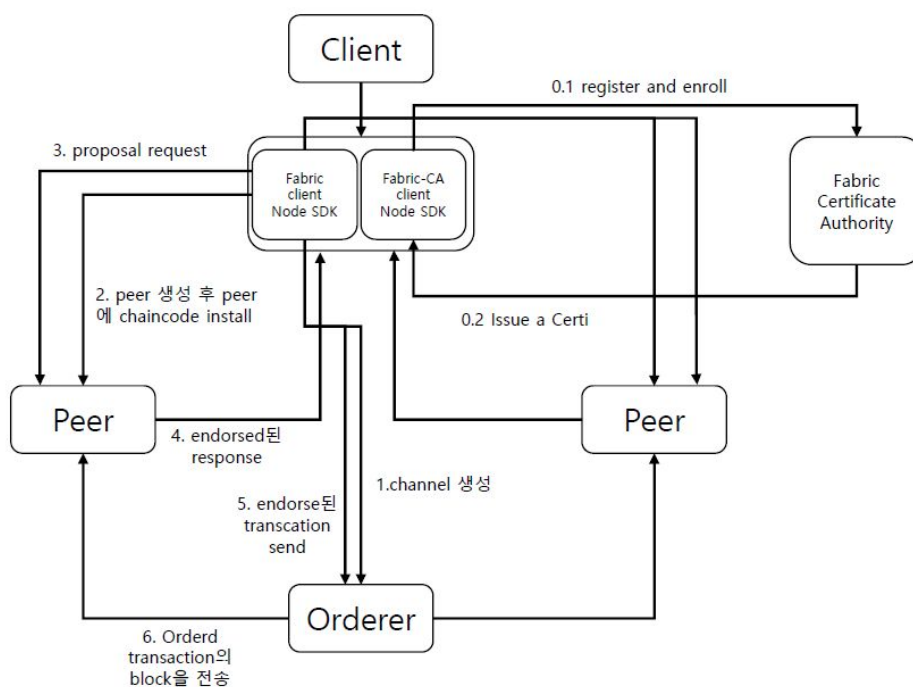 Client
0.1 register and enroll
3. proposal request
Fabric
client
Node SDK
Fabric-CA
client
Node SDK
Fabric
Certificate
Authority
2. peer 생성 후 peer
에 chaincode install
0.2 Issue a Certi
Peer
Peer
4. endorsed된
response
1.channel 생성
5. endorse된
transcation
send
Orderer
6. Orderd
transaction의
block을 전송